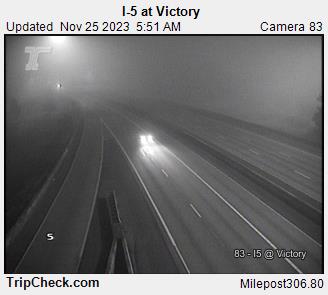 I-5 at Victory
Updated Nov 25 2023 5:51 AM Camera 83
S
83 - I5 @ Victory
TripCheck.com Milepost306.80